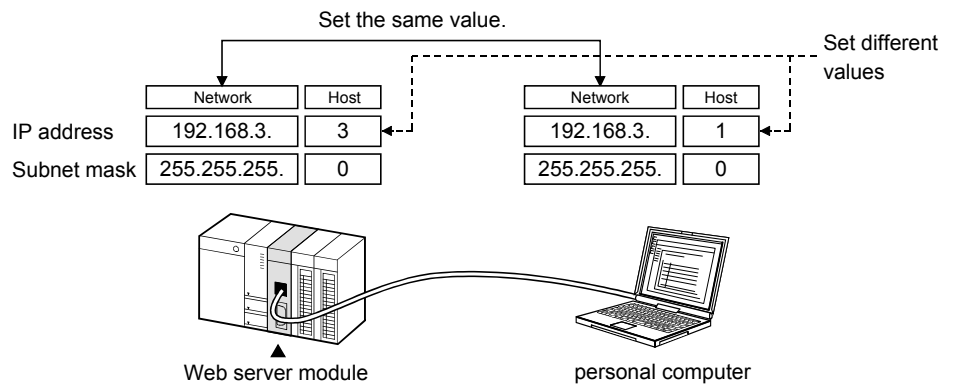 Set the same value.
Set different
values
Network Host Network Host
IP address 192.168.3. 3 192.168.3. 1
Subnet mask 255.255.255. 0 255.255.255. 0
Web server module personal computer